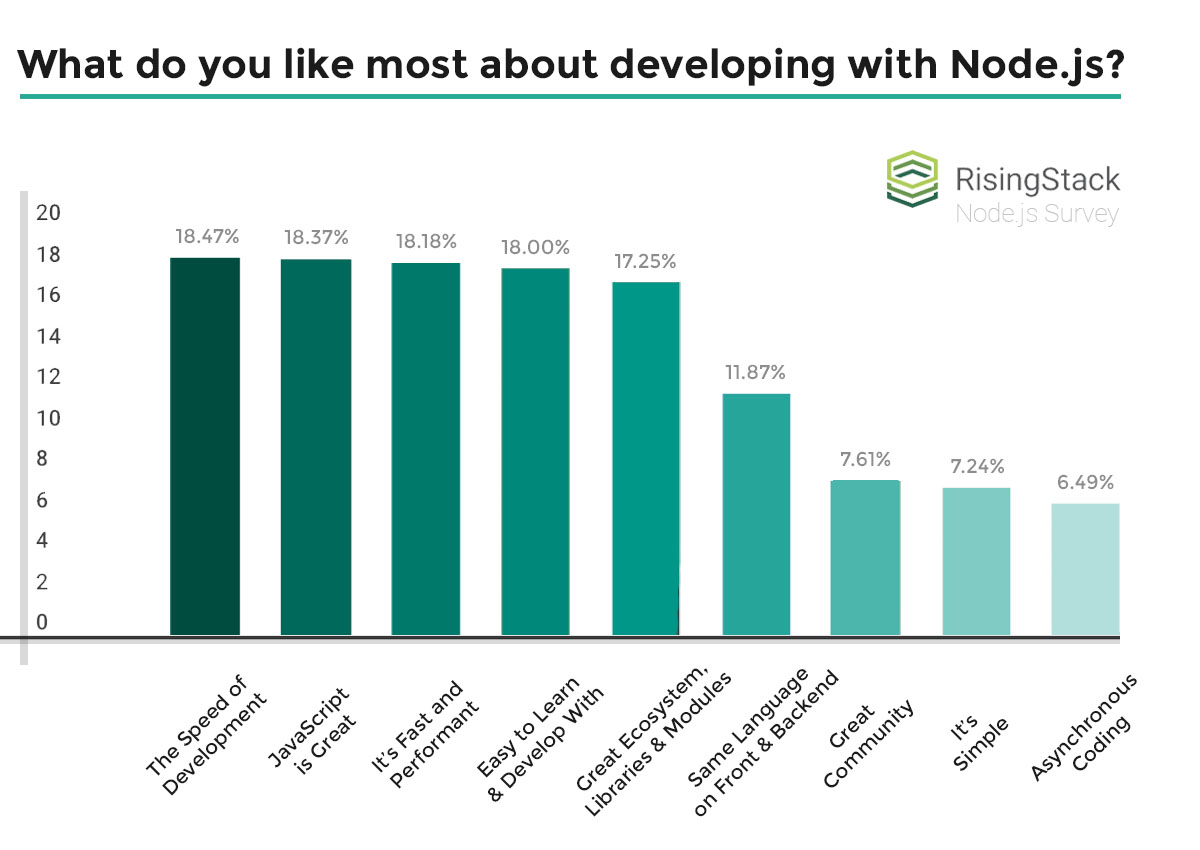 What do you like most about developing with Node.js?
RisingStack
Node.js Survey
20
18
16
14
12
10
8
6
4
2
0
18.47%
18.37%
18.18%
18.00%
17.25%
11.87%
7.61%
7.24%
6.49%
The Speed of
Development
JavaScript
is Great
It's Fast and
Performant
Easy to Learn
& Develop With
Great Ecosystem,
Libraries & Modules
Same Language
on Front & Backend
Great
Community
It's
Simple
Asynchronous
Coding